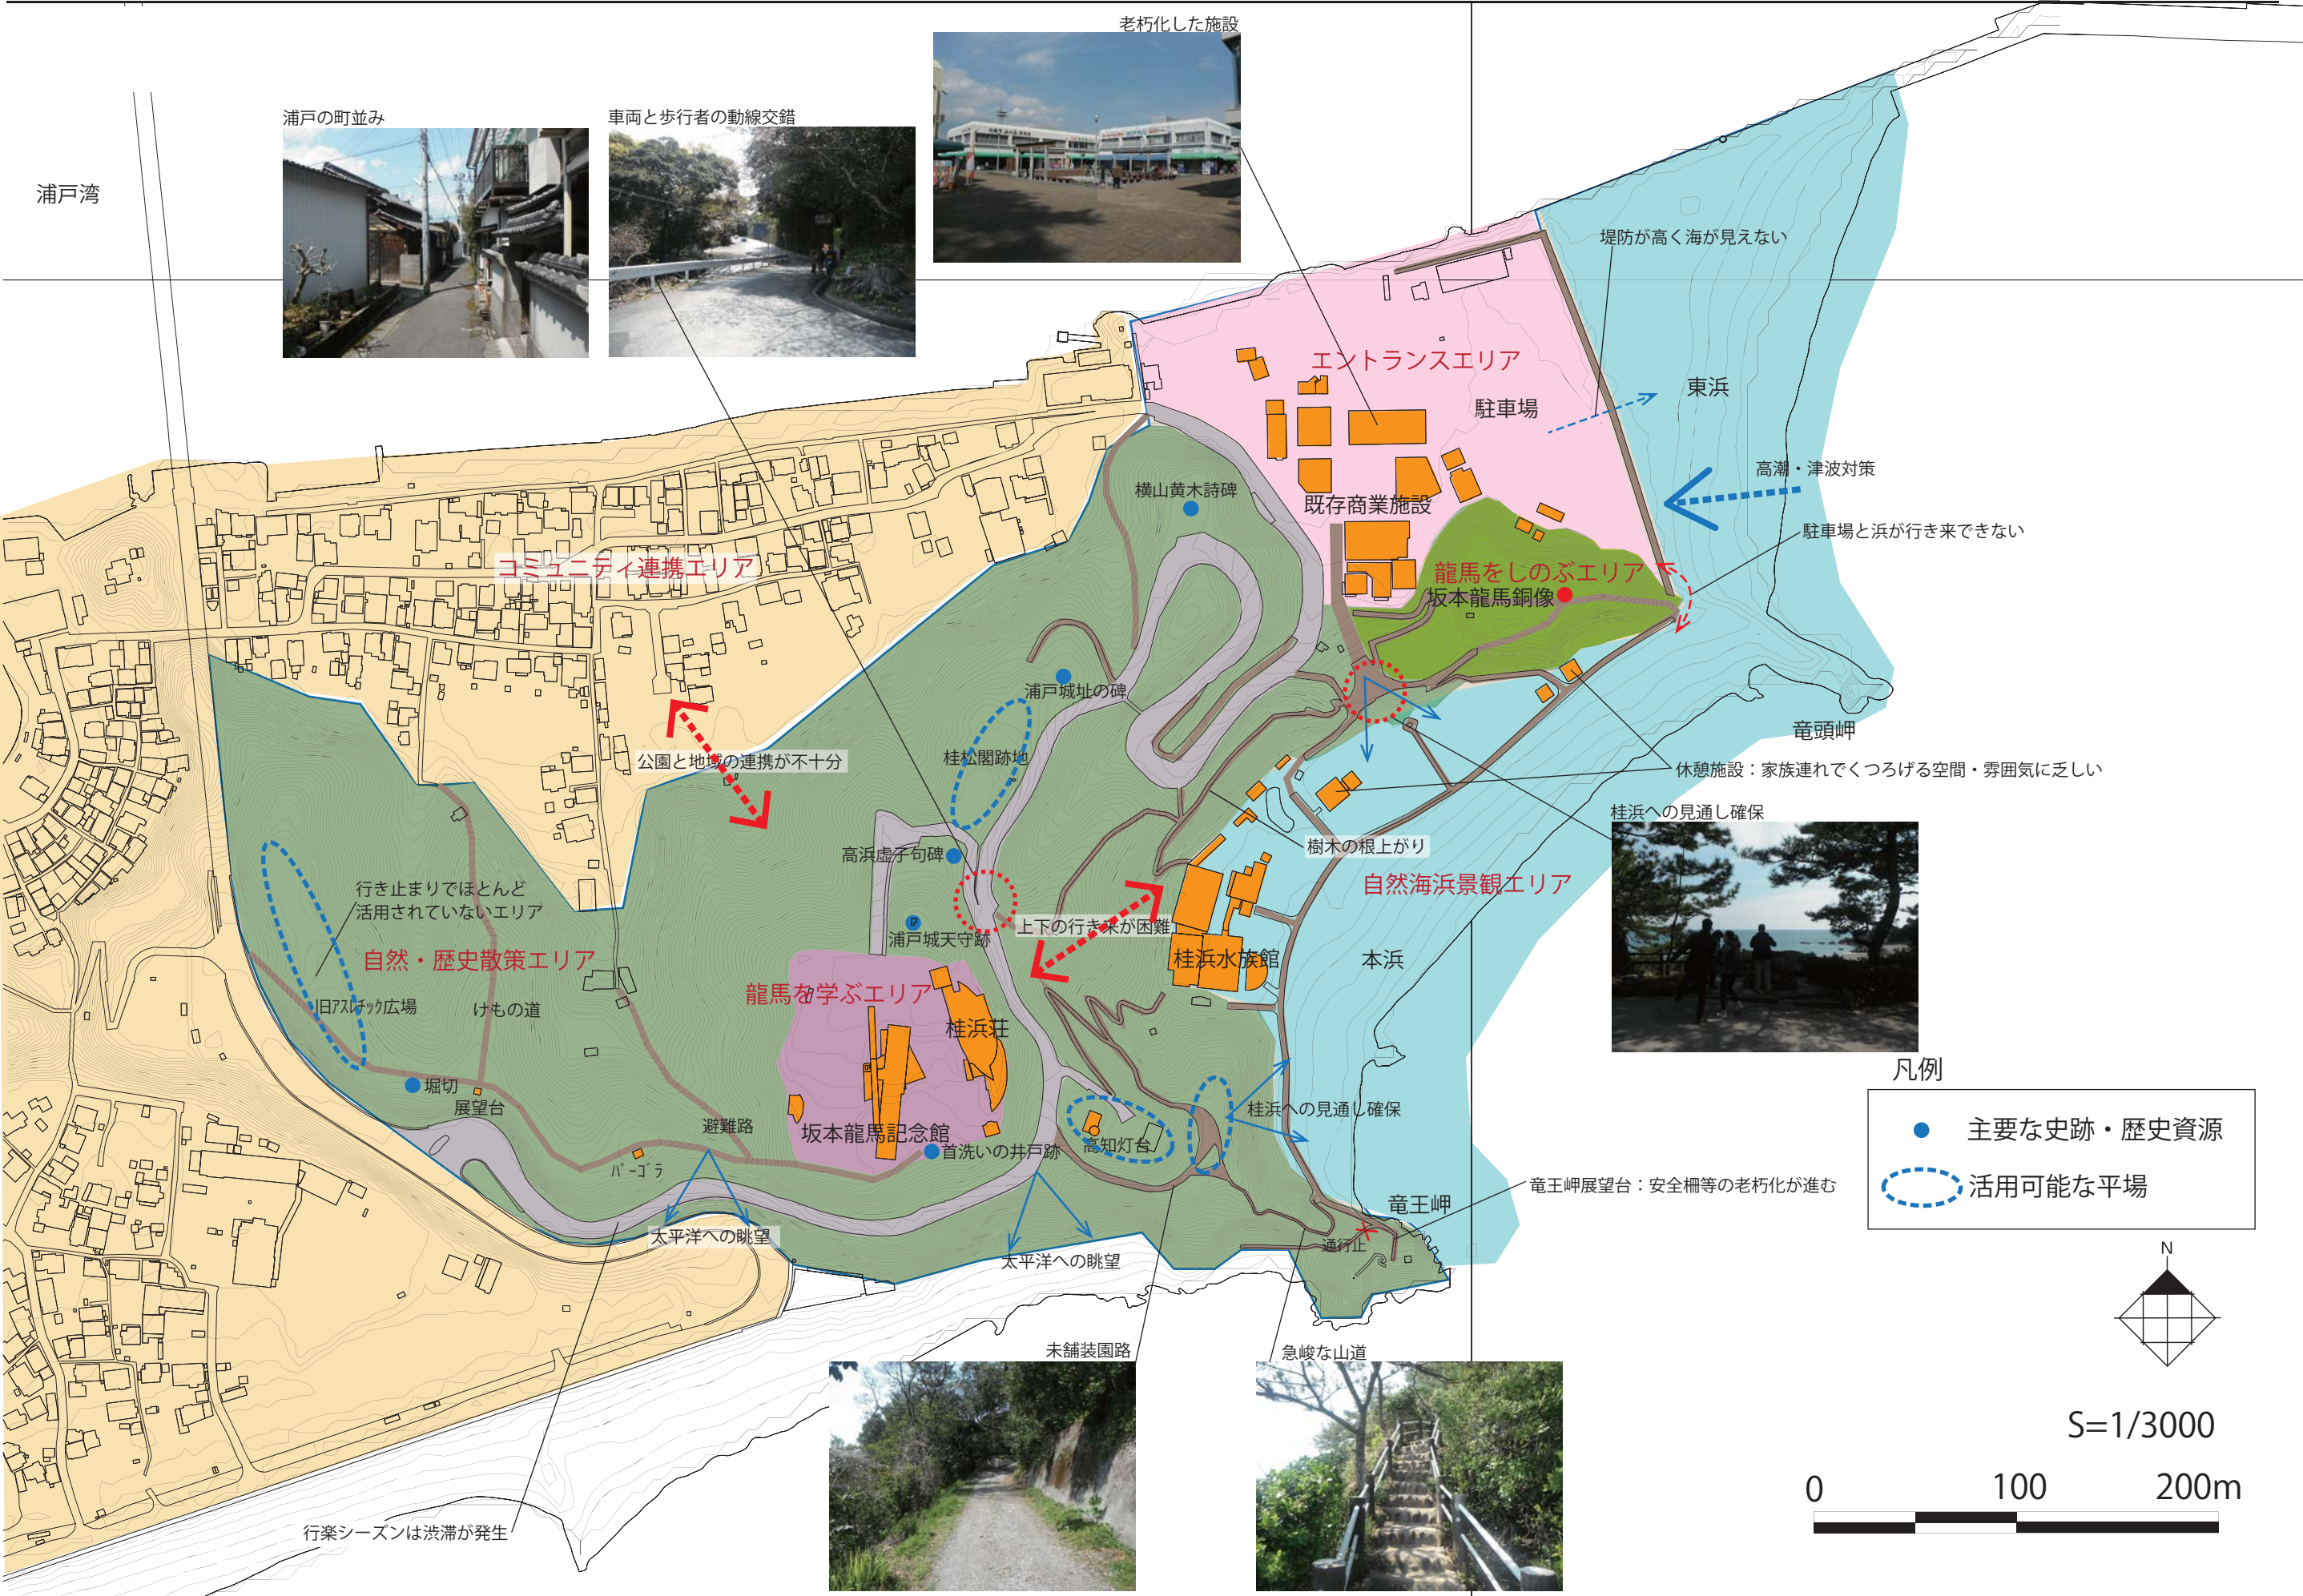 老朽化した施設
浦戸の町並み
車両と歩行者の動線交錯
浦戸湾
堤防が高く海が見えない
エントランスエリア
駐車場
東浜
高潮・津波対策
横山黄木詩碑
既存商業施設
駐車場と浜が行き来できない
コミュニティ連携エリア
龍馬をしのぶエリア
坂本龍馬銅像
浦戸城址の碑
竜頭岬
公園と地域の連携が不十分
桂松閣跡地
休憩施設:家族連れでくつろげる空間・雰囲気に乏しい
桂浜への見通し確保
樹木の根上がり
高浜虚子句碑
自然海浜景観エリア
行き止まりでほとんど
活用されていないエリア
上下の行き来が困難
浦戸城天守跡
自然・歴史散策エリア
桂浜水族館
本浜
龍馬を学ぶエリア
旧アスレチック広場
けもの道
桂浜荘
凡例
主要な史跡・歴史資源
活用可能な平場
堀切
展望台
桂浜への見通し確保
避難路
坂本龍馬記念館
首洗いの井戸跡
高知灯台
パーゴラ
竜王岬展望台:安全柵等の老朽化が進む
竜王岬
太平洋への眺望
通行止
太平洋への眺望
N
未舗装園路
急峻な山道
S=1/3000
0 100 200m
行楽シーズンは渋滞が発生